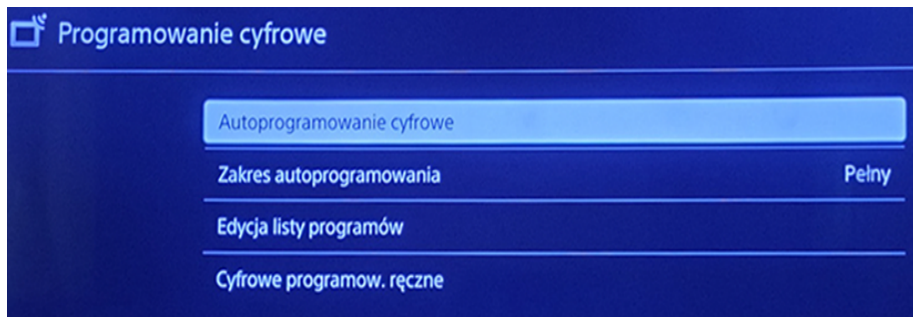 Programowanie cyfrowe
Autoprogramowanie cyfrowe
Zakres autoprogramowania Pełny
Edycja listy programów
Cyfrowe programow. ręczne